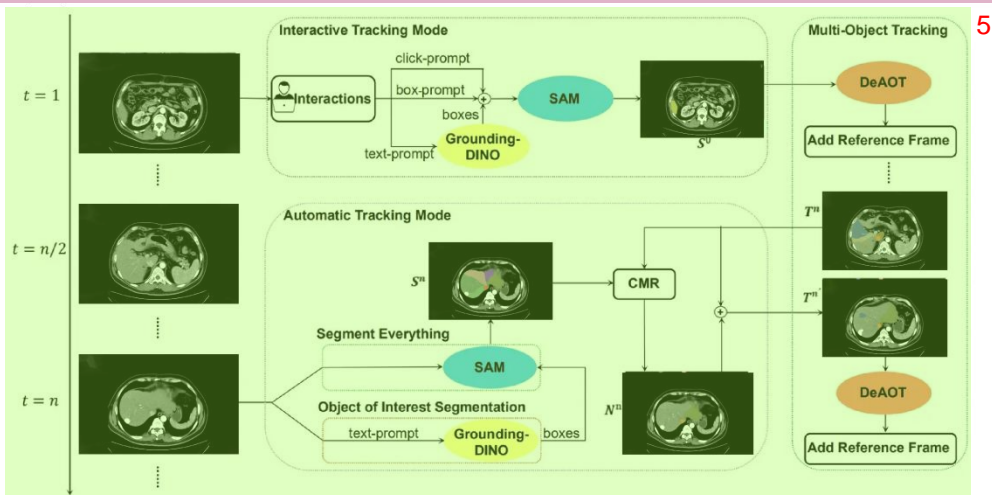 5
Interactive Tracking Mode
Multi-Object Tracking
click-prompt
t = 1
Interactions
box-prompt
SAM
DeAOT
boxes
Grounding-
DINO
text-prompt
S⁰
Add Reference Frame
Automatic Tracking Mode
Tⁿ
t = n/2
Sⁿ
CMR
Tⁿ'
Segment Everything
SAM
t = n
Nⁿ
DeAOT
Object of Interest Segmentation
text-prompt
Grounding-
DINO
boxes
Add Reference Frame